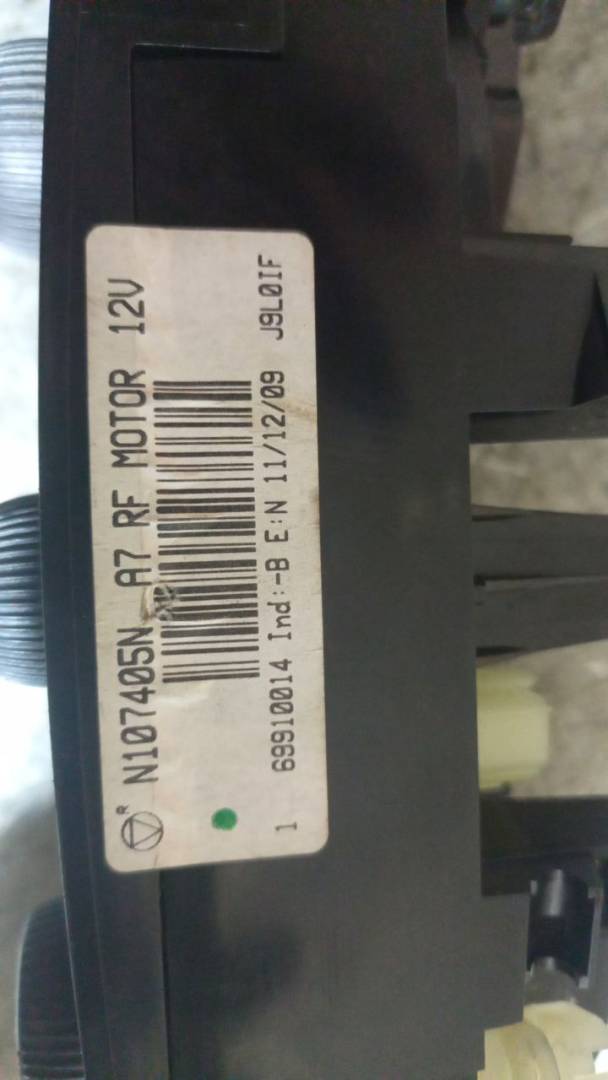 R N107405N A7 RF MOTOR 12V
1 69910014 Ind:-B E:N 11/12/09 J9L0IF